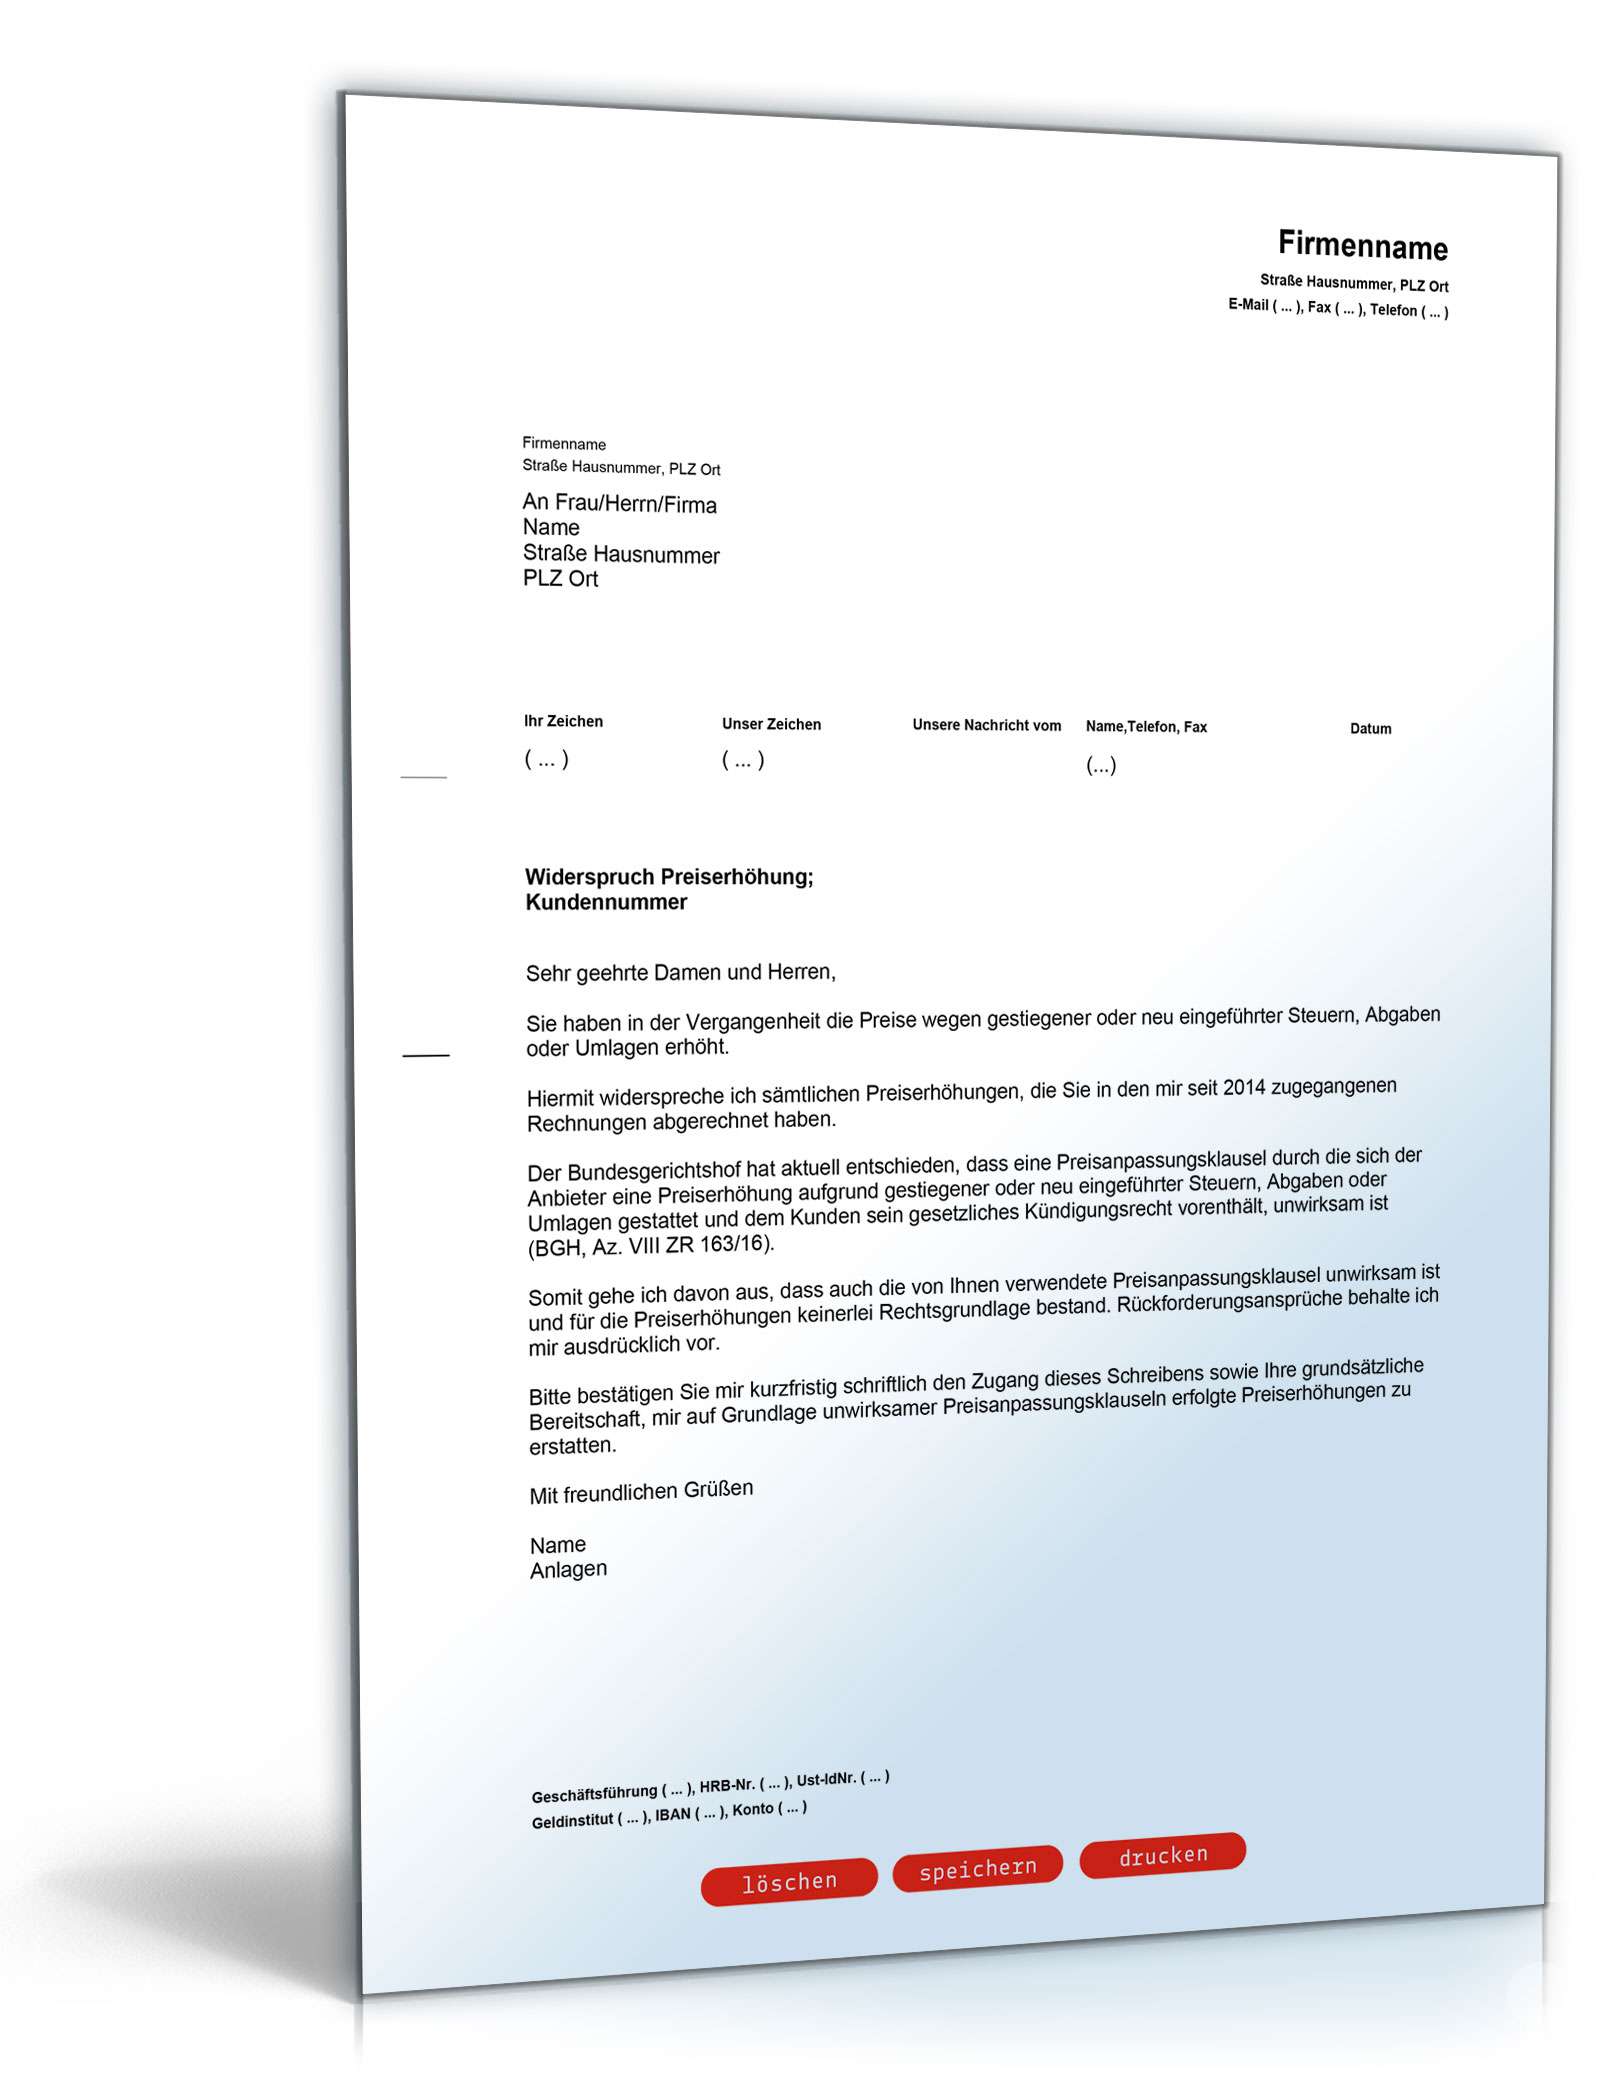 Firmenname
Straße Hausnummer, PLZ Ort
E-Mail ( ... ), Fax ( ... ), Telefon ( ... )
Firmenname
Straße Hausnummer, PLZ Ort
An Frau/Herrn/Firma
Name
Straße Hausnummer
PLZ Ort
Ihr Zeichen Unser Zeichen Unsere Nachricht vom Name,Telefon, Fax Datum
( ... ) ( ... ) (...)
Widerspruch Preiserhöhung;
Kundennummer
Sehr geehrte Damen und Herren,
Sie haben in der Vergangenheit die Preise wegen gestiegener oder neu eingeführter Steuern, Abgaben
oder Umlagen erhöht.
Hiermit widerspreche ich sämtlichen Preiserhöhungen, die Sie in den mir seit 2014 zugegangenen
Rechnungen abgerechnet haben.
Der Bundesgerichtshof hat aktuell entschieden, dass eine Preisanpassungsklausel durch die sich der
Anbieter eine Preiserhöhung aufgrund gestiegener oder neu eingeführter Steuern, Abgaben oder
Umlagen gestattet und dem Kunden sein gesetzliches Kündigungsrecht vorenthält, unwirksam ist
(BGH, Az. VIII ZR 163/16).
Somit gehe ich davon aus, dass auch die von Ihnen verwendete Preisanpassungsklausel unwirksam ist
und für die Preiserhöhungen keinerlei Rechtsgrundlage bestand. Rückforderungsansprüche behalte ich
mir ausdrücklich vor.
Bitte bestätigen Sie mir kurzfristig schriftlich den Zugang dieses Schreibens sowie Ihre grundsätzliche
Bereitschaft, mir auf Grundlage unwirksamer Preisanpassungsklauseln erfolgte Preiserhöhungen zu
erstatten.
Mit freundlichen Grüßen
Name
Anlagen
Geschäftsführung ( ... ), HRB-Nr. ( ... ), Ust-IdNr. ( ... )
Geldinstitut ( ... ), IBAN ( ... ), Konto ( ... )
löschen speichern drucken